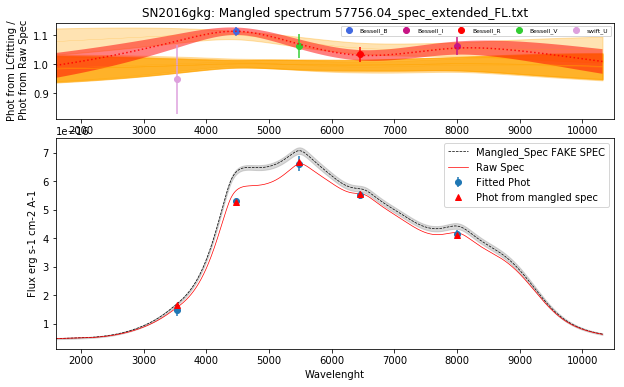 SN2016gkg: Mangled spectrum 57756.04_spec_extended_FL.txt
Phot from LCfitting /
Phot from Raw Spec
1.1
1.0
0.9
Bessell_B
Bessell_I
Bessell_R
Bessell_V
swift_U
2000 3000 4000 5000 6000 7000 8000 9000 10000
1e-16
Flux erg s-1 cm-2 A-1
7
6
5
4
3
2
1
Mangled_Spec FAKE SPEC
Raw Spec
Fitted Phot
Phot from mangled spec
2000 3000 4000 5000 6000 7000 8000 9000 10000
Wavelenght